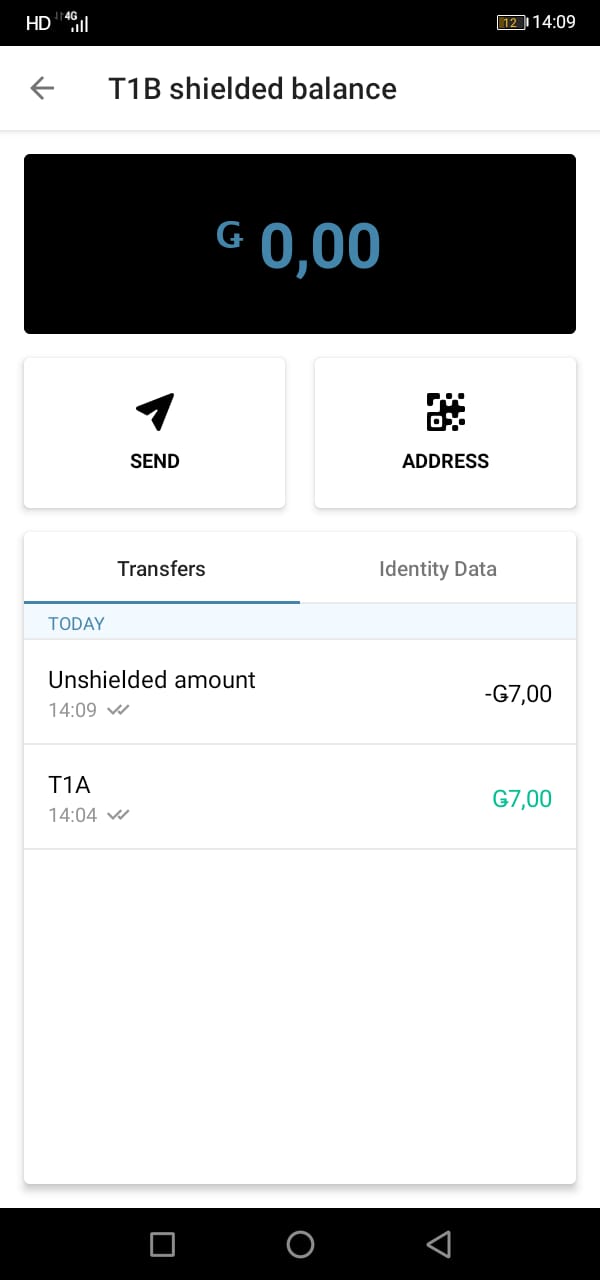 HD 4G 12 14:09
T1B shielded balance
Ǥ 0,00
SEND
ADDRESS
Transfers
Identity Data
TODAY
Unshielded amount
-Ǥ7,00
14:09
T1A
Ǥ7,00
14:04